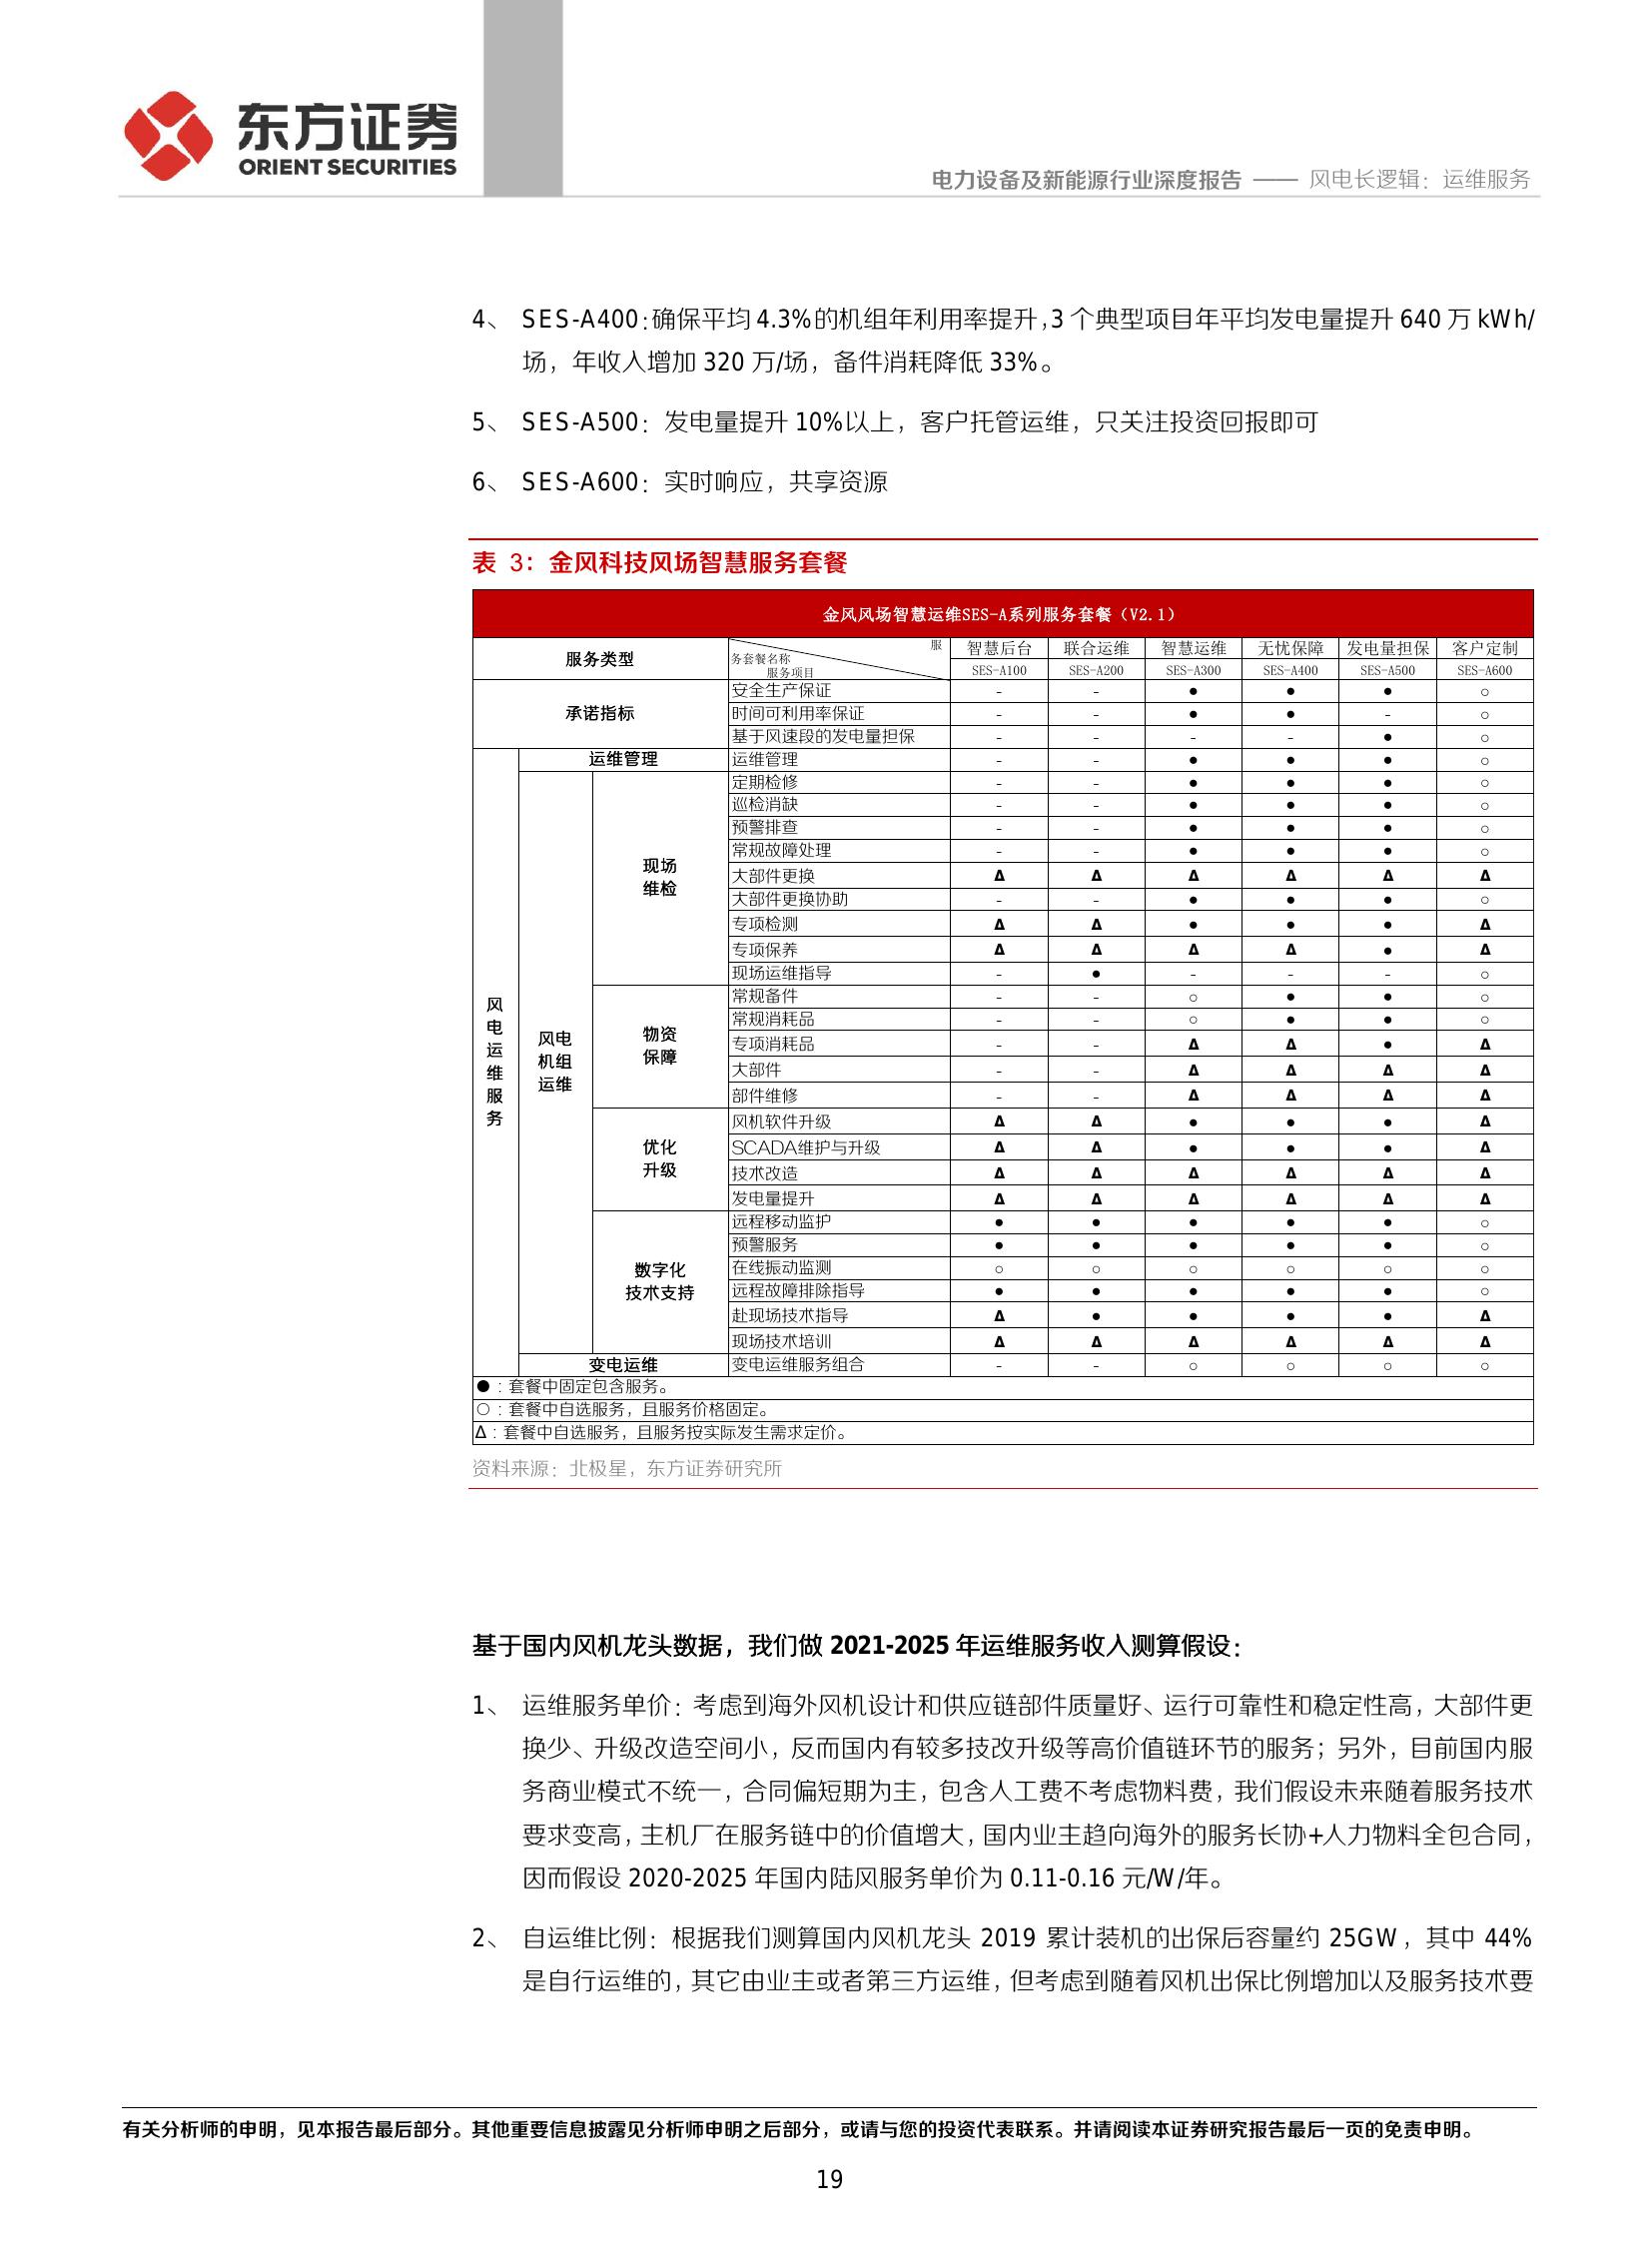 东方证券
ORIENT SECURITIES
电力设备及新能源行业深度报告 —— 风电长逻辑：运维服务
4、 SES-A400：确保平均 4.3%的机组年利用率提升，3 个典型项目年平均发电量提升 640 万 kWh/
场，年收入增加 320 万/场，备件消耗降低 33%。
5、 SES-A500：发电量提升 10%以上，客户托管运维，只关注投资回报即可
6、 SES-A600：实时响应，共享资源
表 3：金风科技风场智慧服务套餐
金风风场智慧运维SES-A系列服务套餐（V2.1）
服务类型 服 智慧后台 联合运维 智慧运维 无忧保障 发电量担保 客户定制
务套餐名称
服务项目 SES-A100 SES-A200 SES-A300 SES-A400 SES-A500 SES-A600
承诺指标
安全生产保证 - - ● ● ● ○
时间可利用率保证 - - ● ● - ○
基于风速段的发电量担保 - - - - ● ○
风电运维服务
运维管理 运维管理 - - ● ● ● ○
风电机组运维
现场维检
定期检修 - - ● ● ● ○
巡检消缺 - - ● ● ● ○
预警排查 - - ● ● ● ○
常规故障处理 - - ● ● ● ○
大部件更换 Δ Δ Δ Δ Δ Δ
大部件更换协助 - - ● ● ● ○
专项检测 Δ Δ ● ● ● Δ
专项保养 Δ Δ Δ Δ ● Δ
现场运维指导 - ● - - - ○
物资保障
常规备件 - - ○ ● ● ○
常规消耗品 - - ○ ● ● ○
专项消耗品 - - Δ Δ ● Δ
大部件 - - Δ Δ Δ Δ
部件维修 - - Δ Δ Δ Δ
优化升级
风机软件升级 Δ Δ ● ● ● Δ
SCADA维护与升级 Δ Δ ● ● ● Δ
技术改造 Δ Δ Δ Δ Δ Δ
发电量提升 Δ Δ Δ Δ Δ Δ
数字化技术支持
远程移动监护 ● ● ● ● ● ○
预警服务 ● ● ● ● ● ○
在线振动监测 ○ ○ ○ ○ ○ ○
远程故障排除指导 ● ● ● ● ● ○
赴现场技术指导 Δ ● ● ● ● Δ
现场技术培训 Δ Δ Δ Δ Δ Δ
变电运维 变电运维服务组合 - - ○ ○ ○ ○
●：套餐中固定包含服务。
○：套餐中自选服务，且服务价格固定。
Δ：套餐中自选服务，且服务按实际发生需求定价。
资料来源：北极星，东方证券研究所
基于国内风机龙头数据，我们做 2021-2025 年运维服务收入测算假设：
1、 运维服务单价：考虑到海外风机设计和供应链部件质量好、运行可靠性和稳定性高，大部件更
换少、升级改造空间小，反而国内有较多技改升级等高价值链环节的服务；另外，目前国内服
务商业模式不统一，合同偏短期为主，包含人工费不考虑物料费，我们假设未来随着服务技术
要求变高，主机厂在服务链中的价值增大，国内业主趋向海外的服务长协+人力物料全包合同，
因而假设 2020-2025 年国内陆风服务单价为 0.11-0.16 元/W/年。
2、 自运维比例：根据我们测算国内风机龙头 2019 累计装机的出保后容量约 25GW，其中 44%
是自行运维的，其它由业主或者第三方运维，但考虑到随着风机出保比例增加以及服务技术要
有关分析师的申明，见本报告最后部分。其他重要信息披露见分析师申明之后部分，或请与您的投资代表联系。并请阅读本证券研究报告最后一页的免责申明。
19